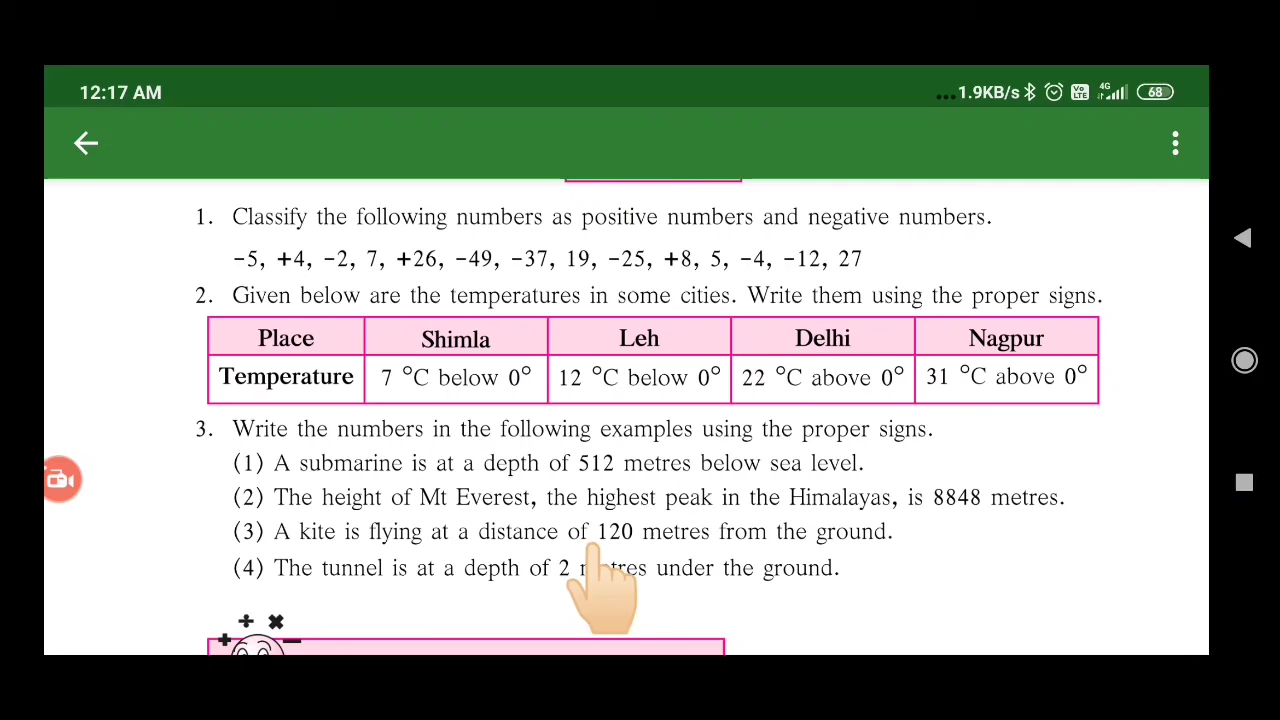 12:17 AM
...1.9KB/s 4G Vo LTE 68
1. Classify the following numbers as positive numbers and negative numbers.
−5, +4, −2, 7, +26, −49, −37, 19, −25, +8, 5, −4, −12, 27
2. Given below are the temperatures in some cities. Write them using the proper signs.
Place Shimla Leh Delhi Nagpur
Temperature 7 °C below 0° 12 °C below 0° 22 °C above 0° 31 °C above 0°
3. Write the numbers in the following examples using the proper signs.
(1) A submarine is at a depth of 512 metres below sea level.
(2) The height of Mt Everest, the highest peak in the Himalayas, is 8848 metres.
(3) A kite is flying at a distance of 120 metres from the ground.
(4) The tunnel is at a depth of 2 metres under the ground.